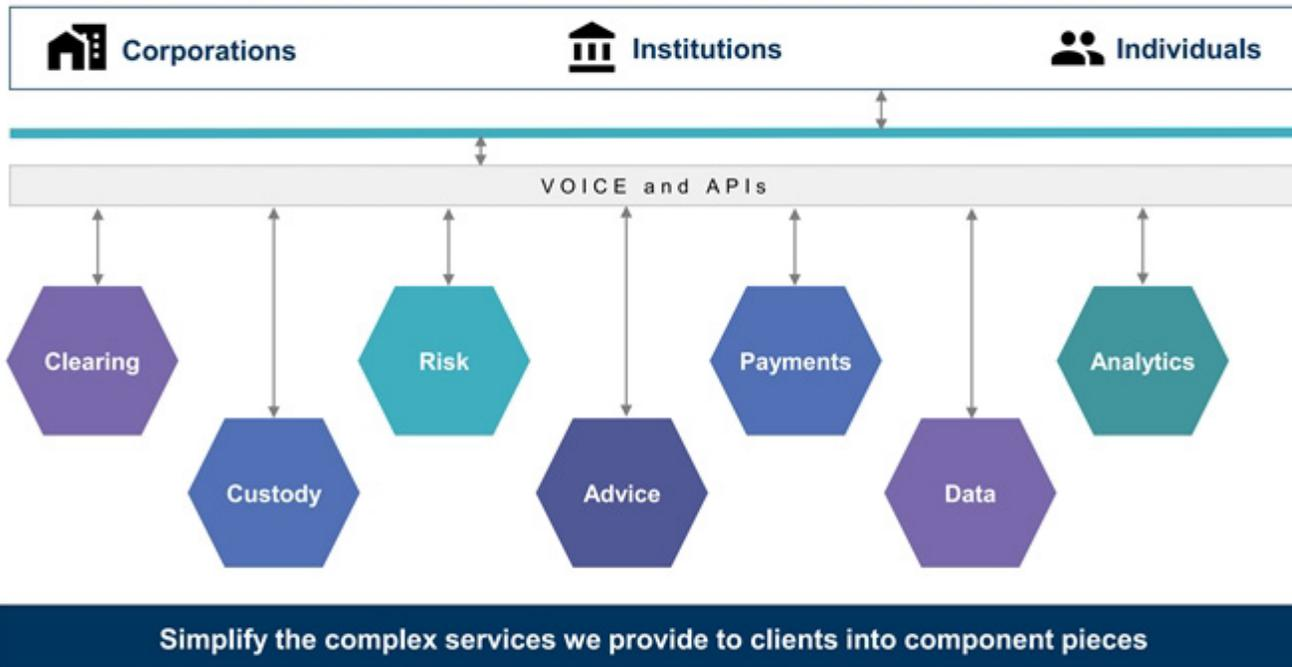 Corporations
Institutions
Individuals
VOICE and APIs
Clearing
Risk
Payments
Analytics
Custody
Advice
Data
Simplify the complex services we provide to clients into component pieces